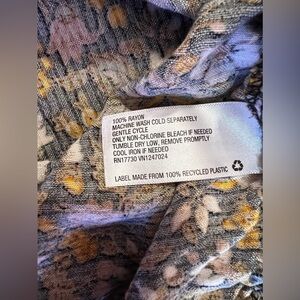 100% RAYON
MACHINE WASH COLD SEPARATELY
GENTLE CYCLE
ONLY NON-CHLORINE BLEACH IF NEEDED
TUMBLE DRY LOW, REMOVE PROMPTLY
COOL IRON IF NEEDED
RN17730 VN1247024
LABEL MADE FROM 100% RECYCLED PLASTIC